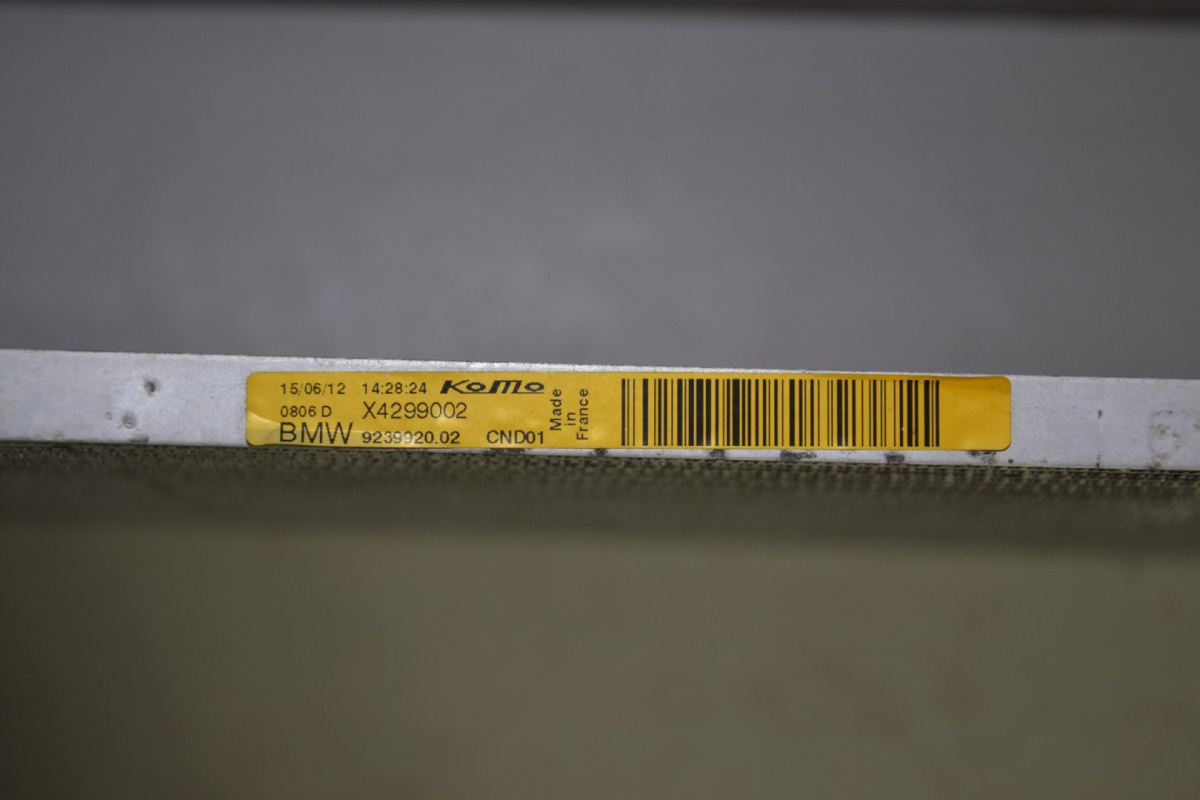 15/06/12 14:28:24 KoMo
0806 D X4299002
BMW 9239920.02 CND01
Made
in
France